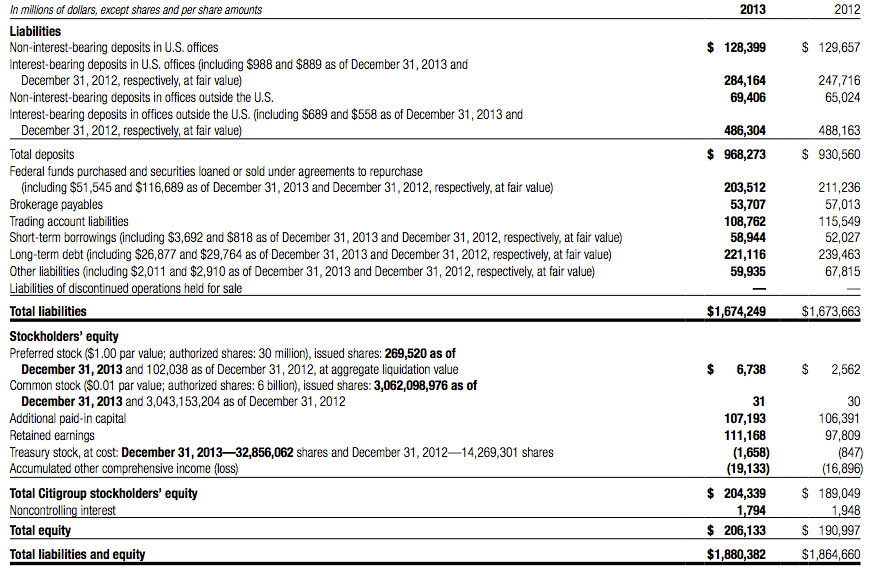 In millions of dollars, except shares and per share amounts 2013 2012
Liabilities
Non-interest-bearing deposits in U.S. offices $ 128,399 $ 129,657
Interest-bearing deposits in U.S. offices (including $988 and $889 as of December 31, 2013 and
December 31, 2012, respectively, at fair value) 284,164 247,716
Non-interest-bearing deposits in offices outside the U.S. 69,406 65,024
Interest-bearing deposits in offices outside the U.S. (including $689 and $558 as of December 31, 2013 and
December 31, 2012, respectively, at fair value) 486,304 488,163
Total deposits $ 968,273 $ 930,560
Federal funds purchased and securities loaned or sold under agreements to repurchase
(including $51,545 and $116,689 as of December 31, 2013 and December 31, 2012, respectively, at fair value) 203,512 211,236
Brokerage payables 53,707 57,013
Trading account liabilities 108,762 115,549
Short-term borrowings (including $3,692 and $818 as of December 31, 2013 and December 31, 2012, respectively, at fair value) 58,944 52,027
Long-term debt (including $26,877 and $29,764 as of December 31, 2013 and December 31, 2012, respectively, at fair value) 221,116 239,463
Other liabilities (including $2,011 and $2,910 as of December 31, 2013 and December 31, 2012, respectively, at fair value) 59,935 67,815
Liabilities of discontinued operations held for sale — —
Total liabilities $1,674,249 $1,673,663
Stockholders' equity
Preferred stock ($1.00 par value; authorized shares: 30 million), issued shares: 269,520 as of
December 31, 2013 and 102,038 as of December 31, 2012, at aggregate liquidation value $ 6,738 $ 2,562
Common stock ($0.01 par value; authorized shares: 6 billion), issued shares: 3,062,098,976 as of
December 31, 2013 and 3,043,153,204 as of December 31, 2012 31 30
Additional paid-in capital 107,193 106,391
Retained earnings 111,168 97,809
Treasury stock, at cost: December 31, 2013—32,856,062 shares and December 31, 2012—14,269,301 shares (1,658) (847)
Accumulated other comprehensive income (loss) (19,133) (16,896)
Total Citigroup stockholders' equity $ 204,339 $ 189,049
Noncontrolling interest 1,794 1,948
Total equity $ 206,133 $ 190,997
Total liabilities and equity $1,880,382 $1,864,660